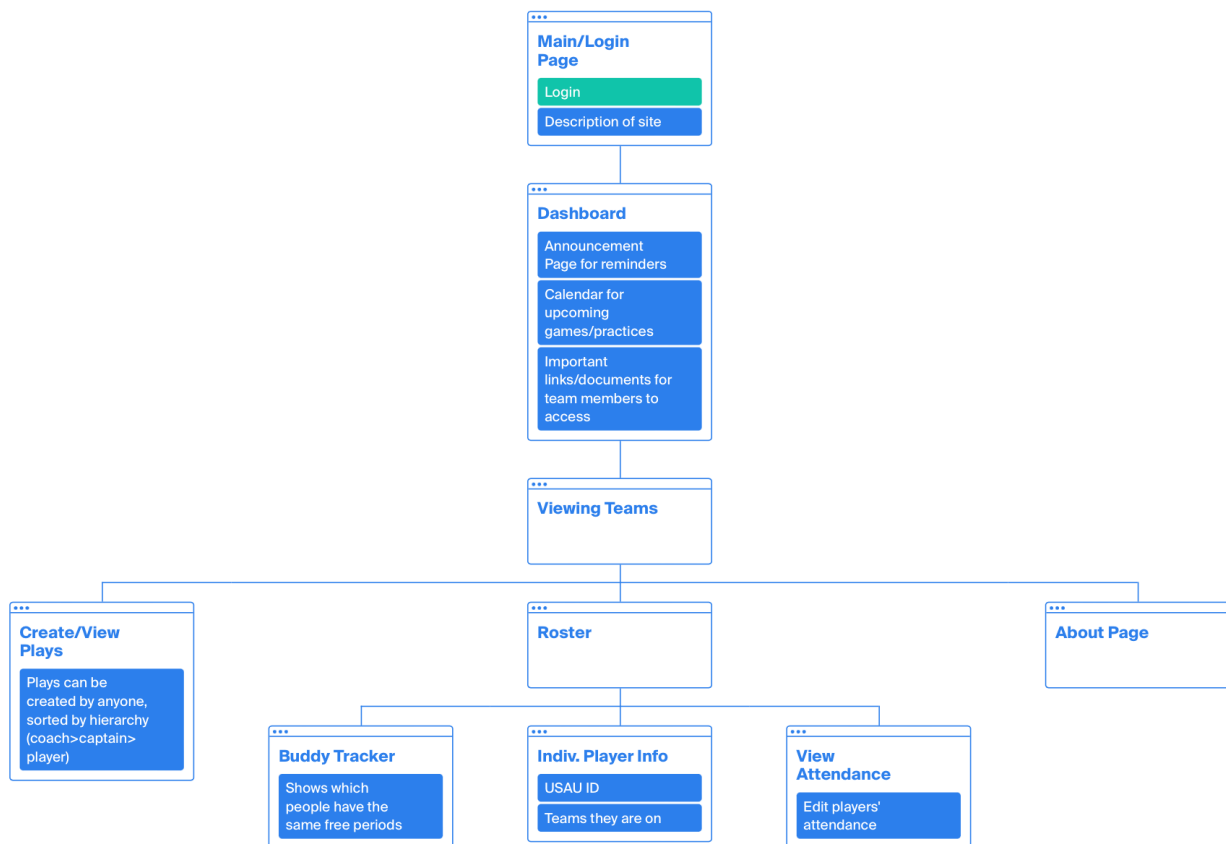 Main/Login
Page
Login
Description of site
Dashboard
Announcement
Page for reminders
Calendar for
upcoming
games/practices
Important
links/documents for
team members to
access
Viewing Teams
Create/View
Plays
Plays can be
created by anyone,
sorted by hierarchy
(coach>captain>
player)
Roster
About Page
Buddy Tracker
Shows which
people have the
same free periods
Indiv. Player Info
USAU ID
Teams they are on
View
Attendance
Edit players'
attendance